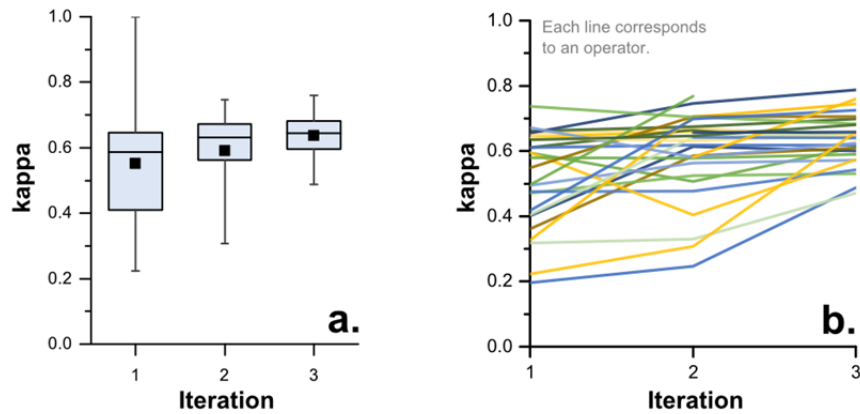 1.0
0.8
0.6
0.4
0.2
0.0
kappa
1
2
3
Iteration
a.
Each line corresponds
to an operator.
1.0
0.8
0.6
0.4
0.2
0.0
kappa
1
2
3
Iteration
b.